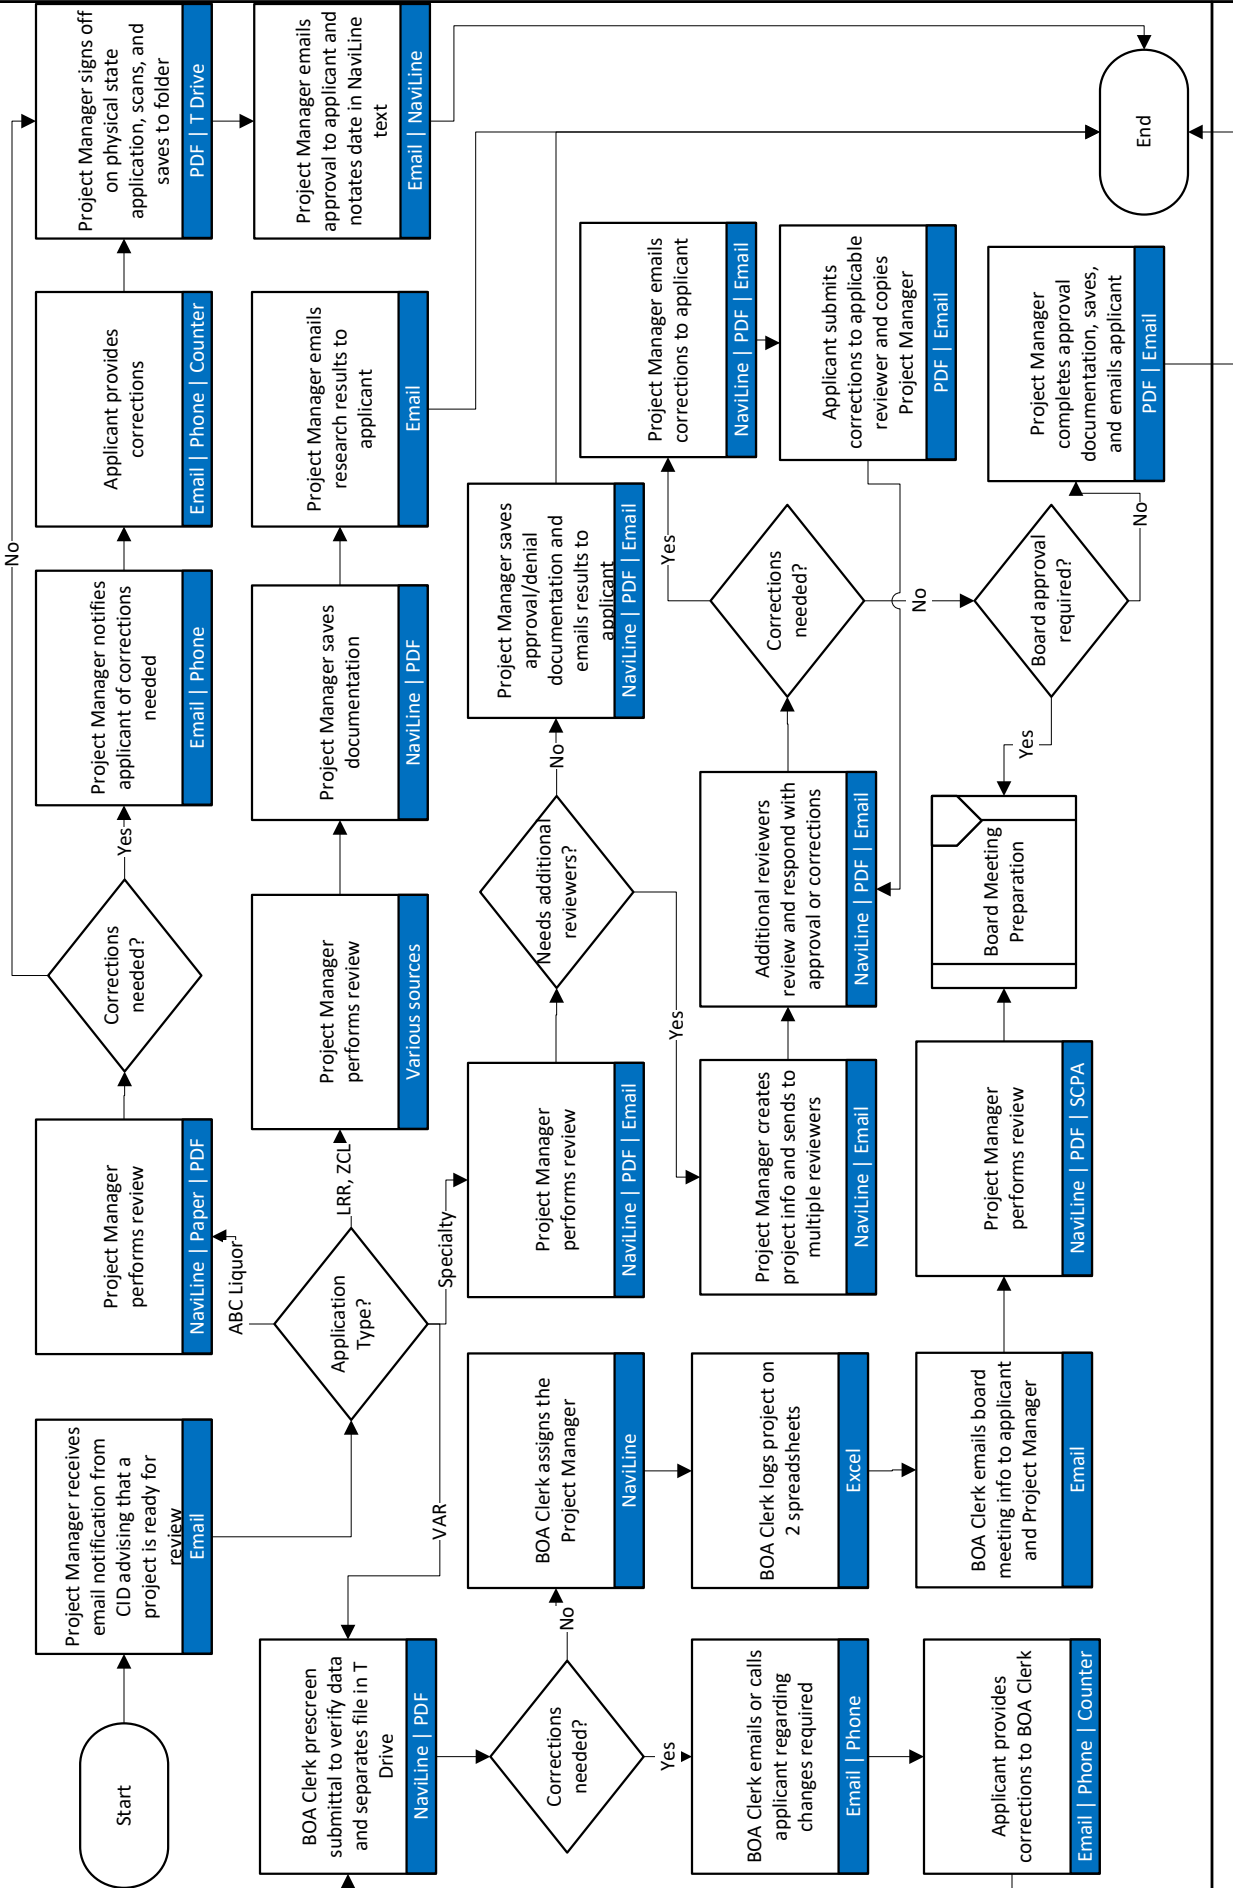 Start
Project Manager receives
email notification from
CID advising that a
project is ready for
review
Email
Application
Type?
ABC Liquor
Project Manager
performs review
NaviLine | Paper | PDF
Corrections
needed?
Yes
No
Project Manager notifies
applicant of corrections
needed
Email | Phone
Applicant provides
corrections
Email | Phone | Counter
Project Manager signs off
on physical state
application, scans, and
saves to folder
PDF | T Drive
Project Manager emails
approval to applicant and
notates date in NaviLine
text
Email | NaviLine
LRR, ZCL
Project Manager
performs review
Various sources
Project Manager saves
documentation
NaviLine | PDF
Project Manager emails
research results to
applicant
Email
Specialty
Project Manager
performs review
NaviLine | PDF | Email
Needs additional
reviewers?
No
Project Manager saves
approval/denial
documentation and
emails results to
applicant
NaviLine | PDF | Email
Yes
Project Manager creates
project info and sends to
multiple reviewers
NaviLine | Email
Additional reviewers
review and respond with
approval or corrections
NaviLine | PDF | Email
Corrections
needed?
Yes
Project Manager emails
corrections to applicant
NaviLine | PDF | Email
Applicant submits
corrections to applicable
reviewer and copies
Project Manager
PDF | Email
No
Board approval
required?
No
Project Manager
completes approval
documentation, saves,
and emails applicant
PDF | Email
Yes
Board Meeting
Preparation
VAR
BOA Clerk prescreen
submittal to verify data
and separates file in T
Drive
NaviLine | PDF
Corrections
needed?
No
BOA Clerk assigns the
Project Manager
NaviLine
BOA Clerk logs project on
2 spreadsheets
Excel
BOA Clerk emails board
meeting info to applicant
and Project Manager
Email
Project Manager
performs review
NaviLine | PDF | SCPA
Yes
BOA Clerk emails or calls
applicant regarding
changes required
Email | Phone
Applicant provides
corrections to BOA Clerk
Email | Phone | Counter
End